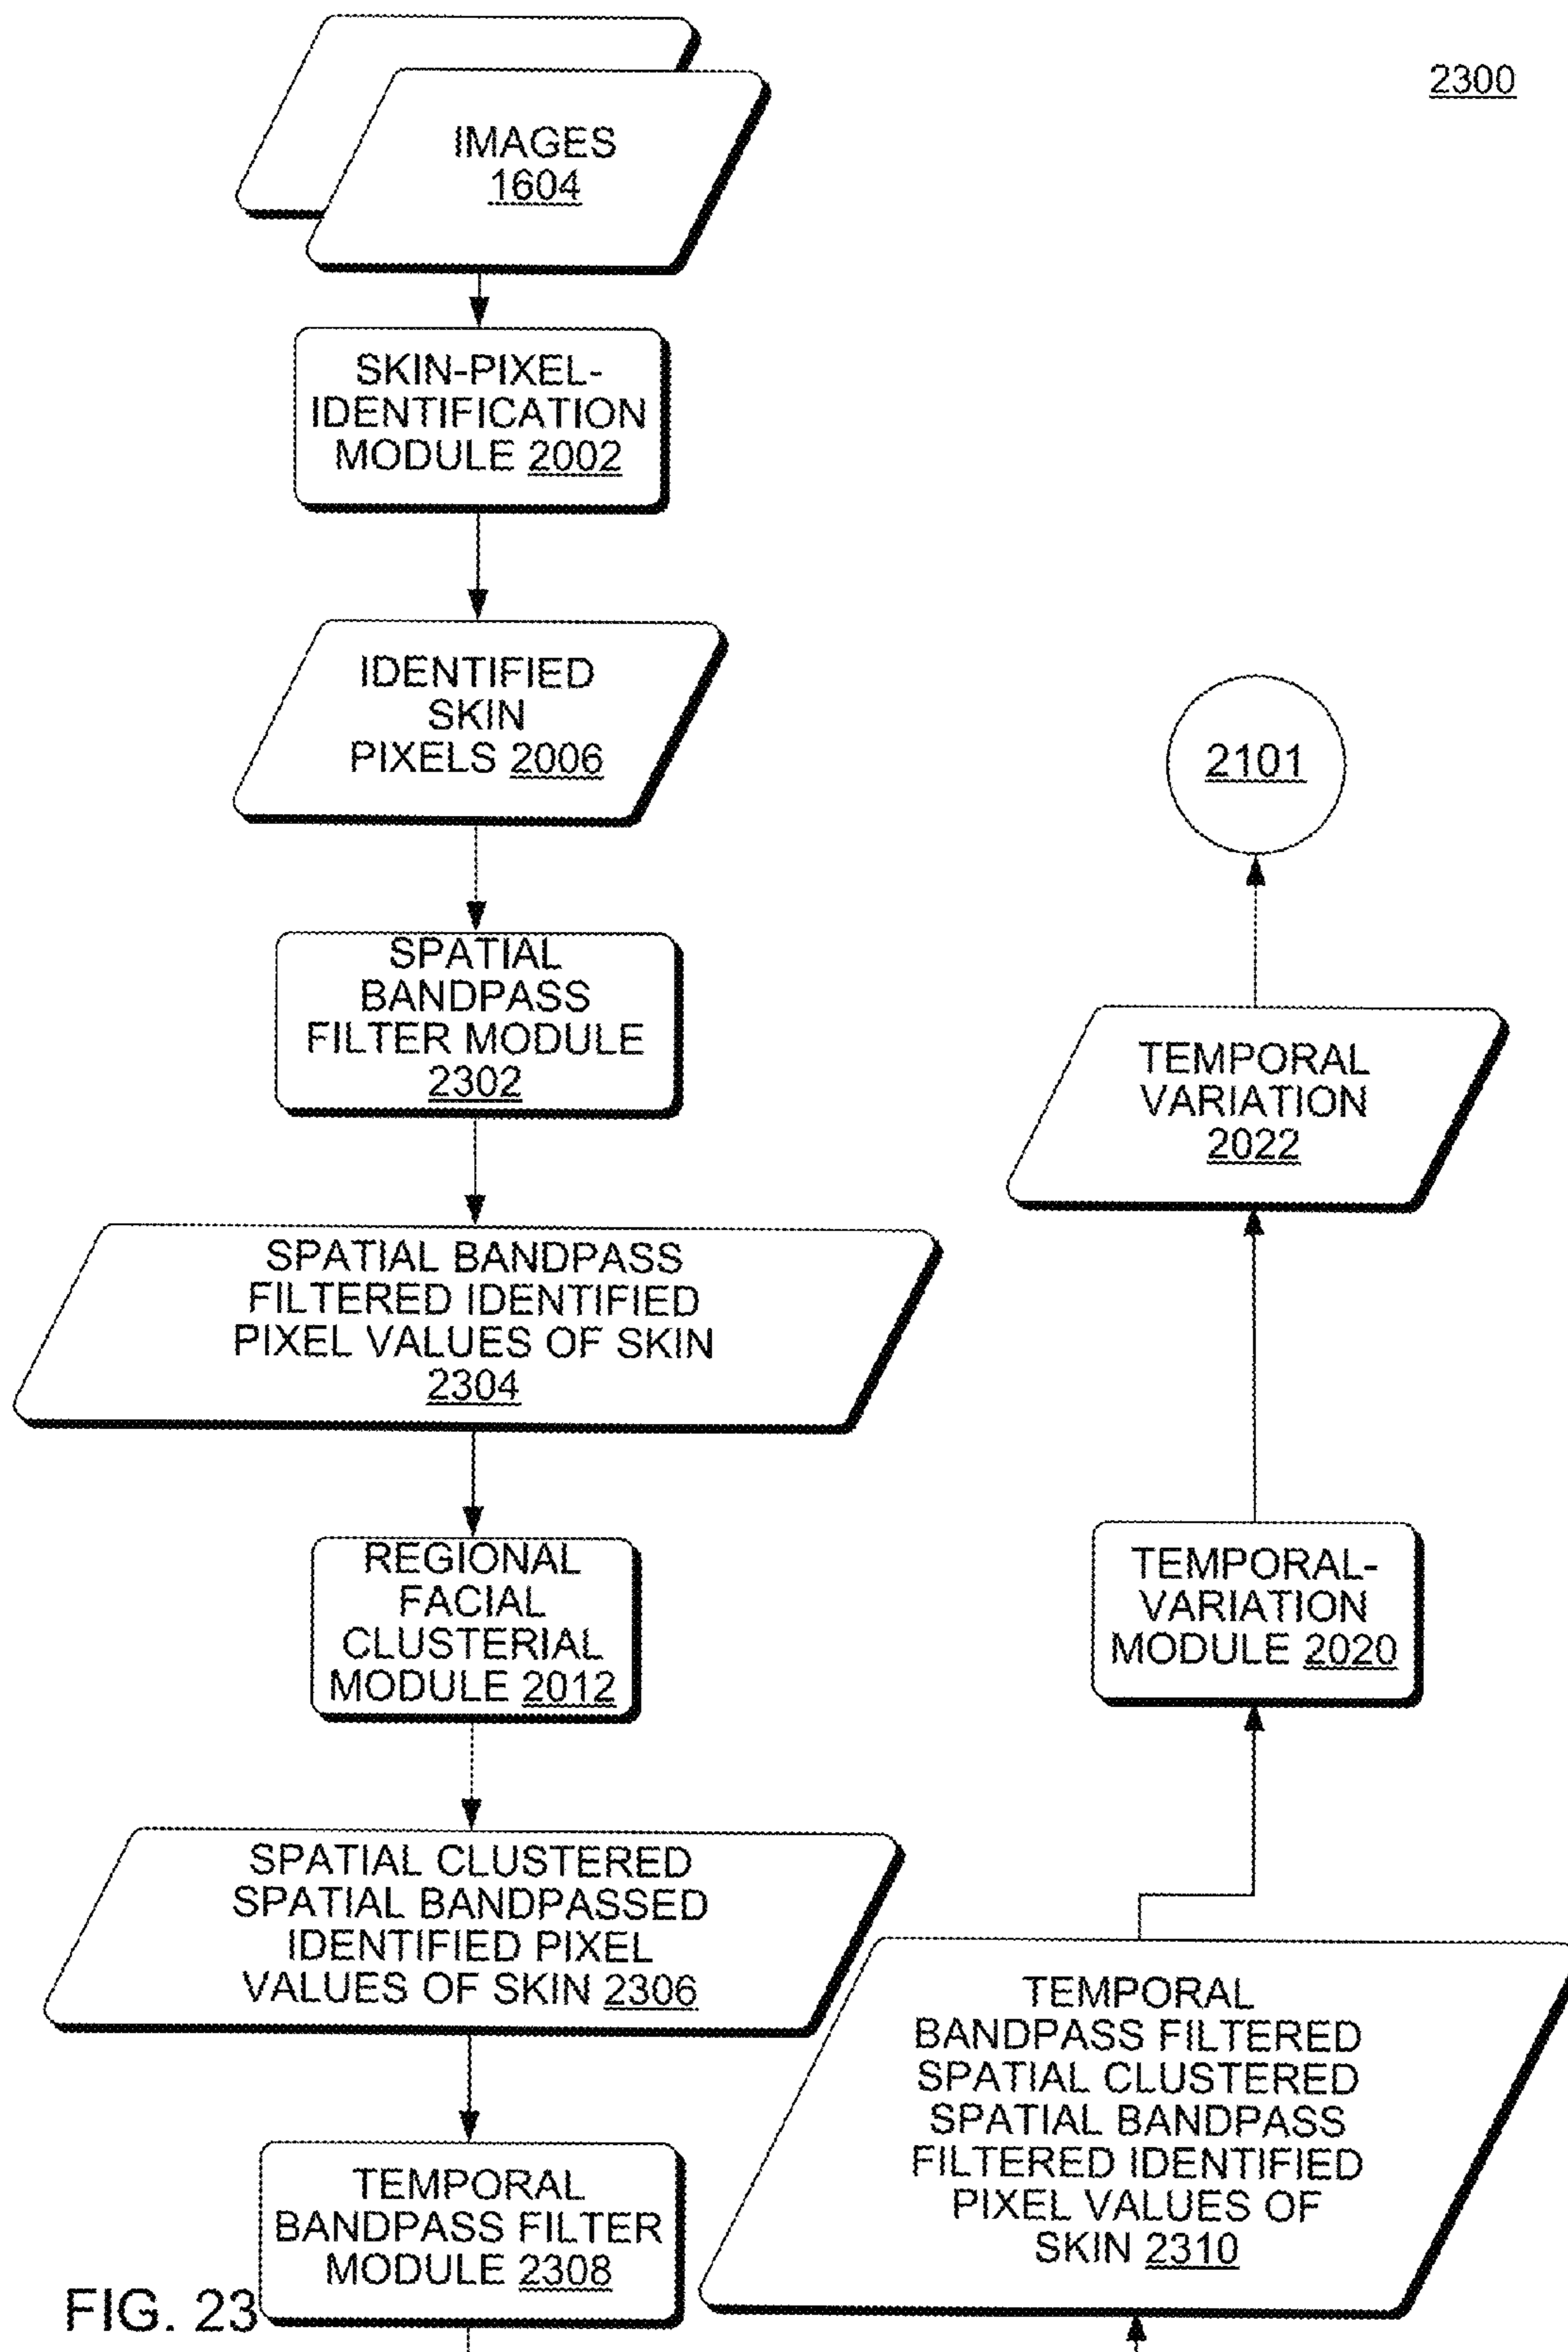 2300
IMAGES
1604
SKIN-PIXEL-
IDENTIFICATION
MODULE 2002
IDENTIFIED
SKIN
PIXELS 2006
SPATIAL
BANDPASS
FILTER MODULE
2302
SPATIAL BANDPASS
FILTERED IDENTIFIED
PIXEL VALUES OF SKIN
2304
REGIONAL
FACIAL
CLUSTERIAL
MODULE 2012
SPATIAL CLUSTERED
SPATIAL BANDPASSED
IDENTIFIED PIXEL
VALUES OF SKIN 2306
TEMPORAL
BANDPASS FILTER
MODULE 2308
TEMPORAL
BANDPASS FILTERED
SPATIAL CLUSTERED
SPATIAL BANDPASS
FILTERED IDENTIFIED
PIXEL VALUES OF
SKIN 2310
TEMPORAL-
VARIATION
MODULE 2020
TEMPORAL
VARIATION
2022
2101
FIG. 23